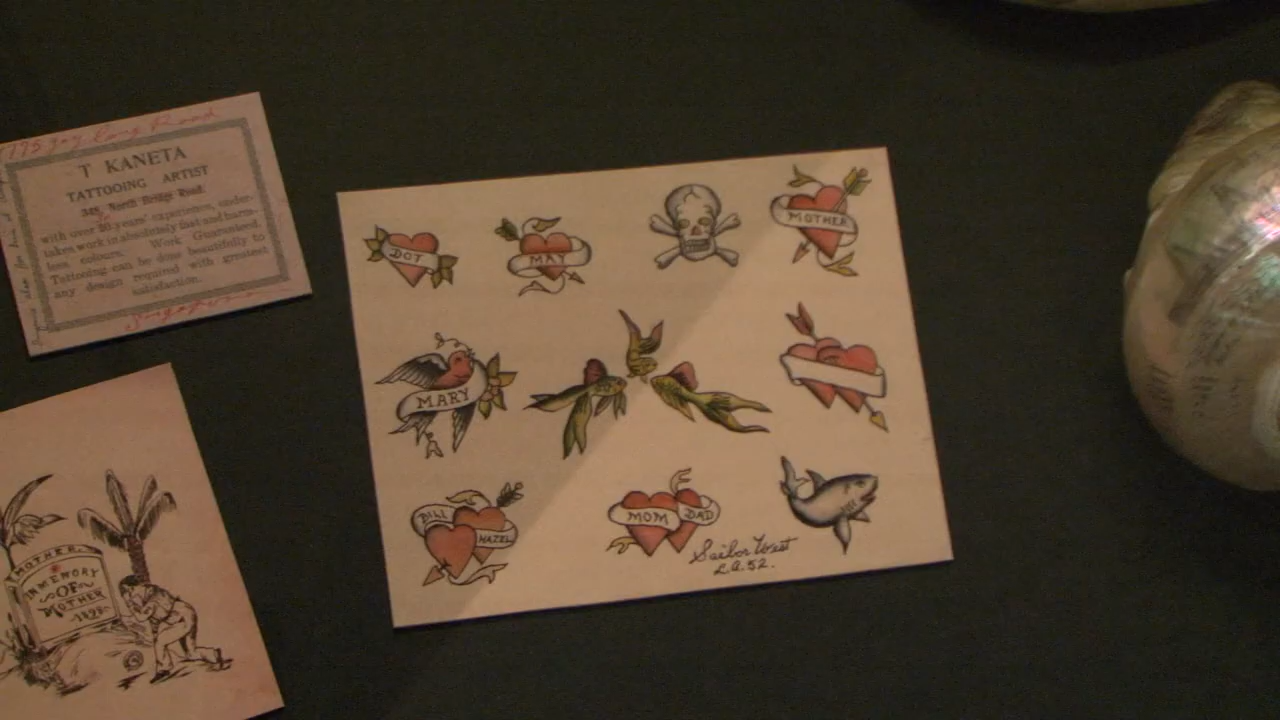 T KANETA
TATTOOING ARTIST
North Bridge Road.
with over years' experience, under-
takes work in absolutely fast and harm-
less colours. Work Guaranteed.
Tattooing can be done beautifully to
any design required with greatest
satisfaction.
Singapore
MOTHER
IN MEMORY
OF
MOTHER
DOT
MAY
MOTHER
MARY
BILL
HAZEL
MOM DAD
Sailor West
L.A. 52.